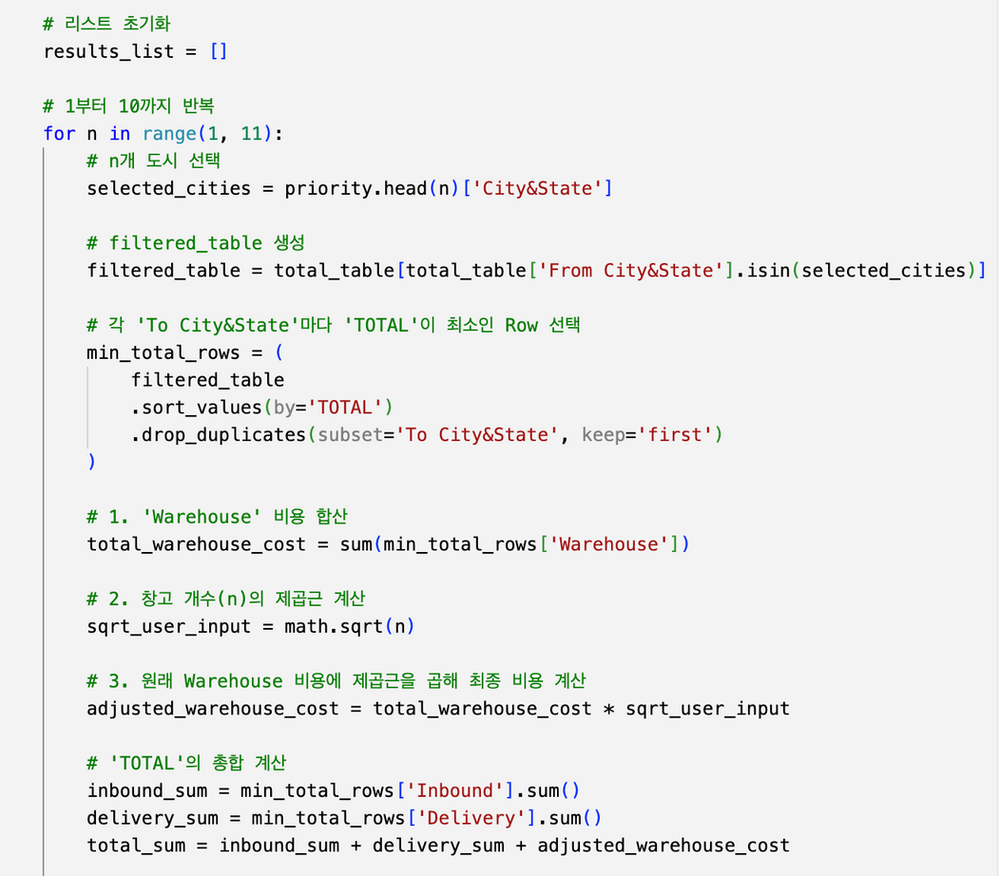 # 리스트 초기화
results_list = []
# 1부터 10까지 반복
for n in range(1, 11):
# n개 도시 선택
selected_cities = priority.head(n)['City&State']
# filtered_table 생성
filtered_table = total_table[total_table['From City&State'].isin(selected_cities)]
# 각 'To City&State'마다 'TOTAL'이 최소인 Row 선택
min_total_rows = (
filtered_table
.sort_values(by='TOTAL')
.drop_duplicates(subset='To City&State', keep='first')
)
# 1. 'Warehouse' 비용 합산
total_warehouse_cost = sum(min_total_rows['Warehouse'])
# 2. 창고 개수(n)의 제곱근 계산
sqrt_user_input = math.sqrt(n)
# 3. 원래 Warehouse 비용에 제곱근을 곱해 최종 비용 계산
adjusted_warehouse_cost = total_warehouse_cost * sqrt_user_input
# 'TOTAL'의 총합 계산
inbound_sum = min_total_rows['Inbound'].sum()
delivery_sum = min_total_rows['Delivery'].sum()
total_sum = inbound_sum + delivery_sum + adjusted_warehouse_cost